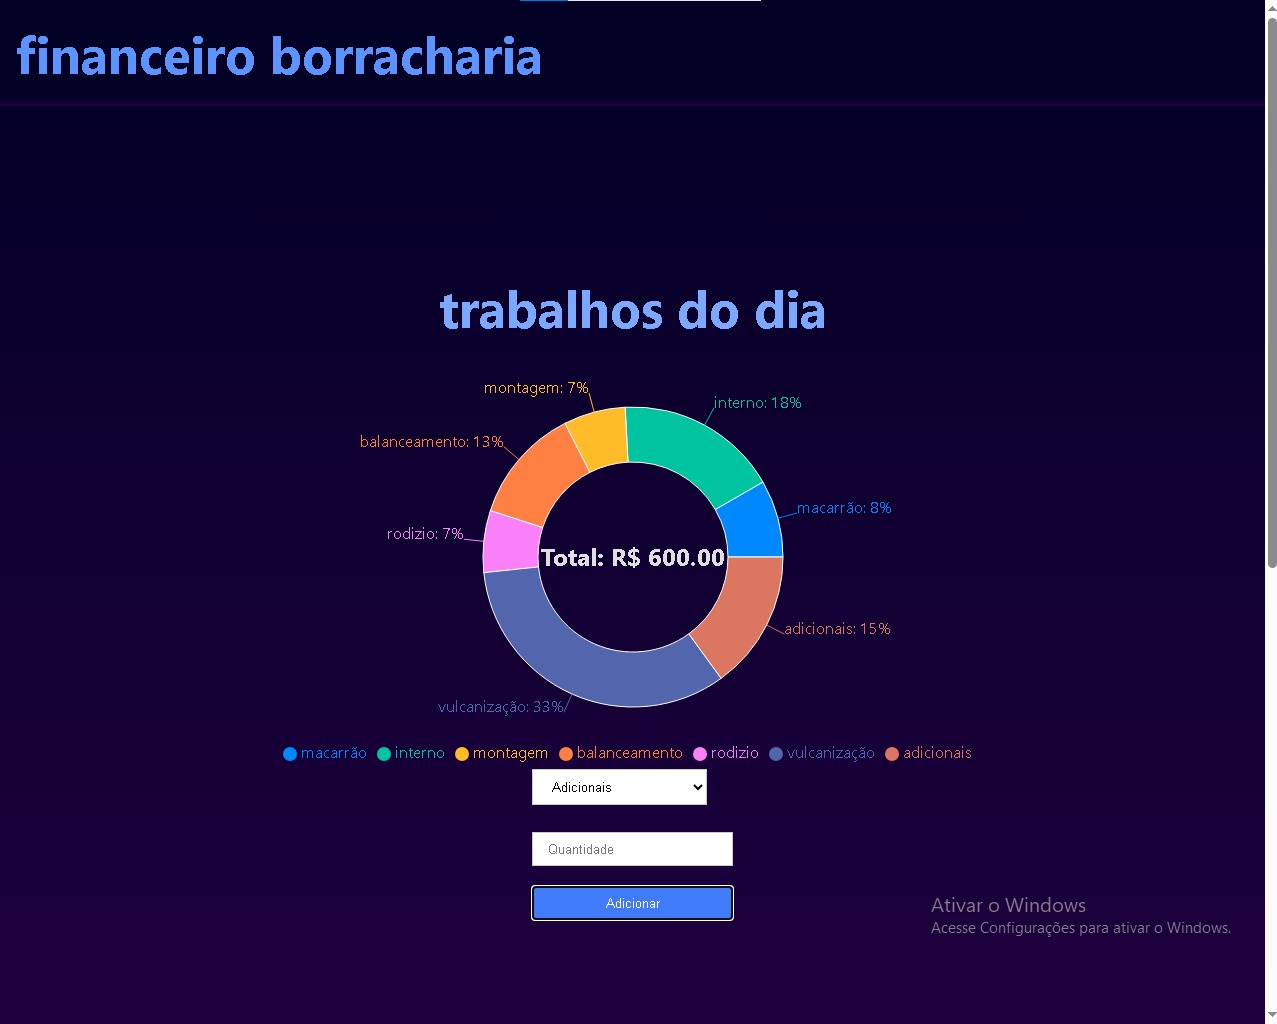 financeiro borracharia
trabalhos do dia
montagem: 7%
interno: 18%
balanceamento: 13%
macarrão: 8%
rodizio: 7%
Total: R$ 600.00
adicionais: 15%
vulcanização: 33%
macarrão interno montagem balanceamento rodizio vulcanização adicionais
Adicionais
Quantidade
Adicionar
Ativar o Windows
Acesse Configurações para ativar o Windows.